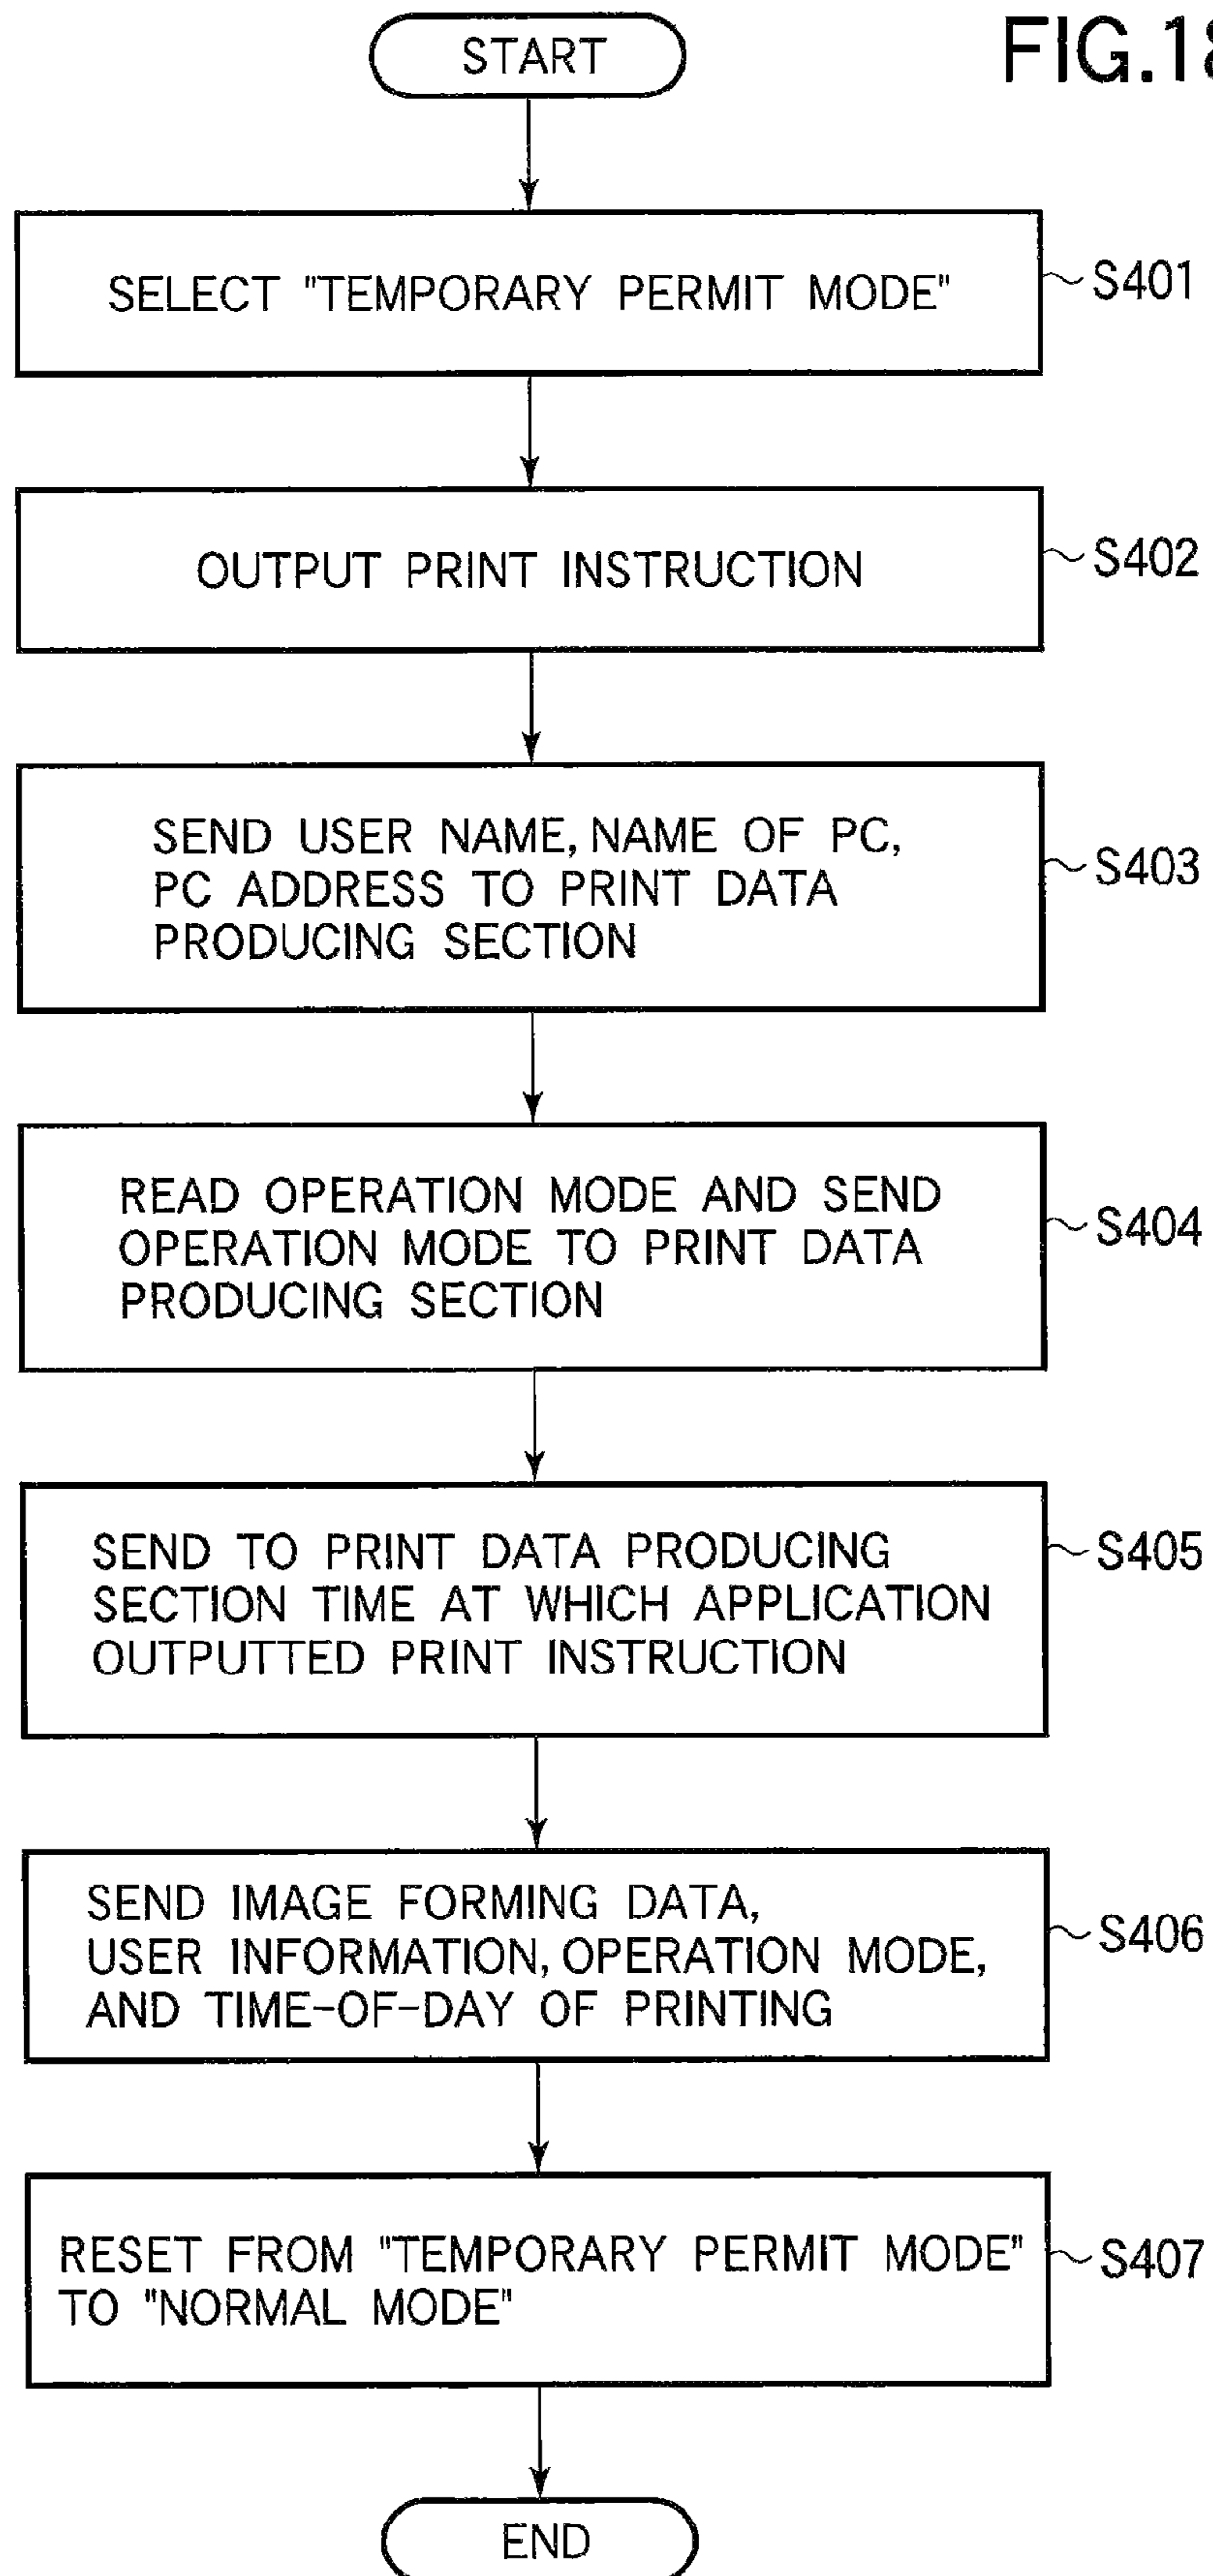 START
FIG.18
SELECT "TEMPORARY PERMIT MODE"
S401
OUTPUT PRINT INSTRUCTION
S402
SEND USER NAME, NAME OF PC,
PC ADDRESS TO PRINT DATA
PRODUCING SECTION
S403
READ OPERATION MODE AND SEND
OPERATION MODE TO PRINT DATA
PRODUCING SECTION
S404
SEND TO PRINT DATA PRODUCING
SECTION TIME AT WHICH APPLICATION
OUTPUTTED PRINT INSTRUCTION
S405
SEND IMAGE FORMING DATA,
USER INFORMATION, OPERATION MODE,
AND TIME-OF-DAY OF PRINTING
S406
RESET FROM "TEMPORARY PERMIT MODE"
TO "NORMAL MODE"
S407
END